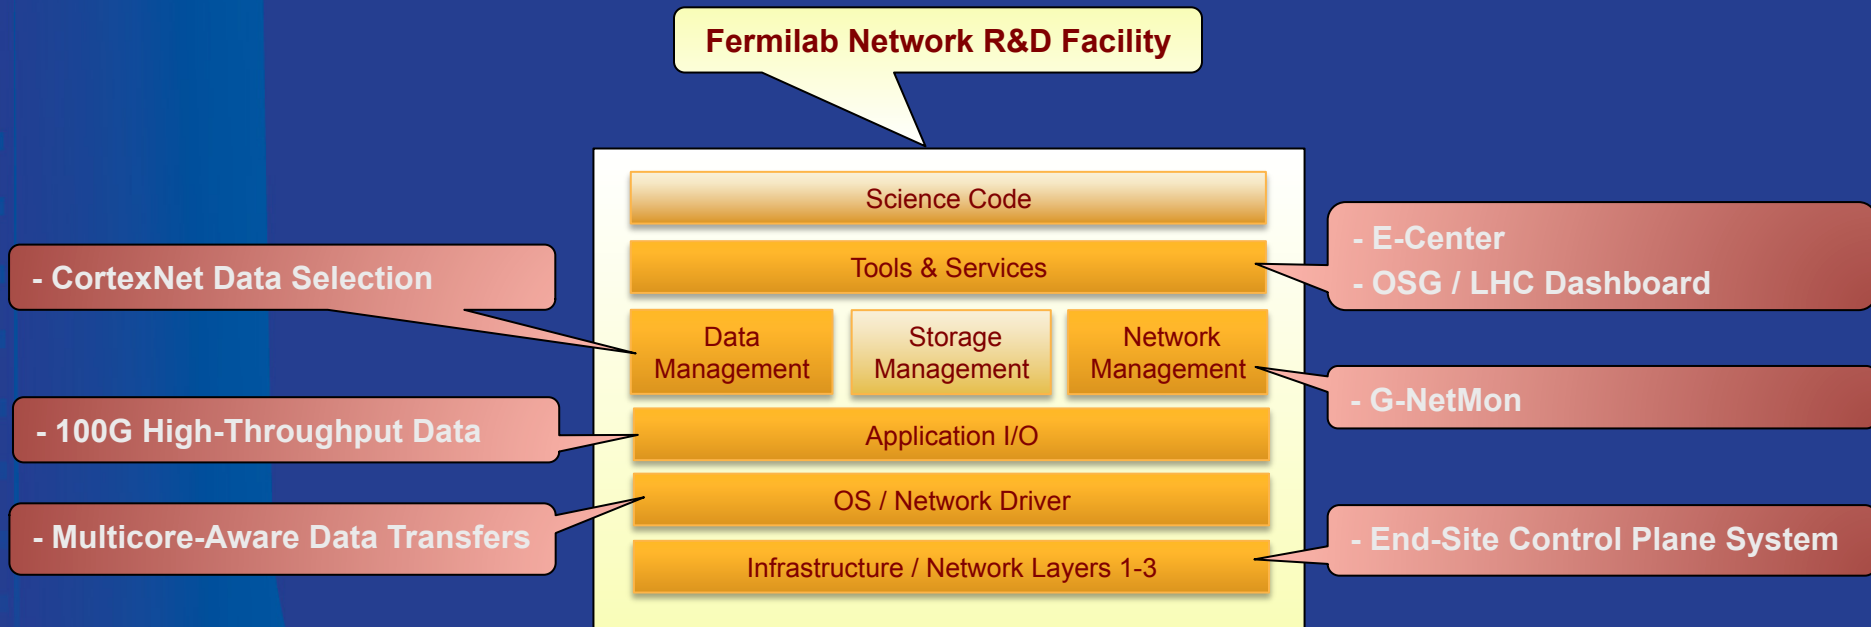 Fermilab Network R&D Facility
Science Code
Tools & Services
- E-Center
- OSG / LHC Dashboard
- CortexNet Data Selection
Data
Management
Storage
Management
Network
Management
- G-NetMon
- 100G High-Throughput Data
Application I/O
OS / Network Driver
- Multicore-Aware Data Transfers
- End-Site Control Plane System
Infrastructure / Network Layers 1-3